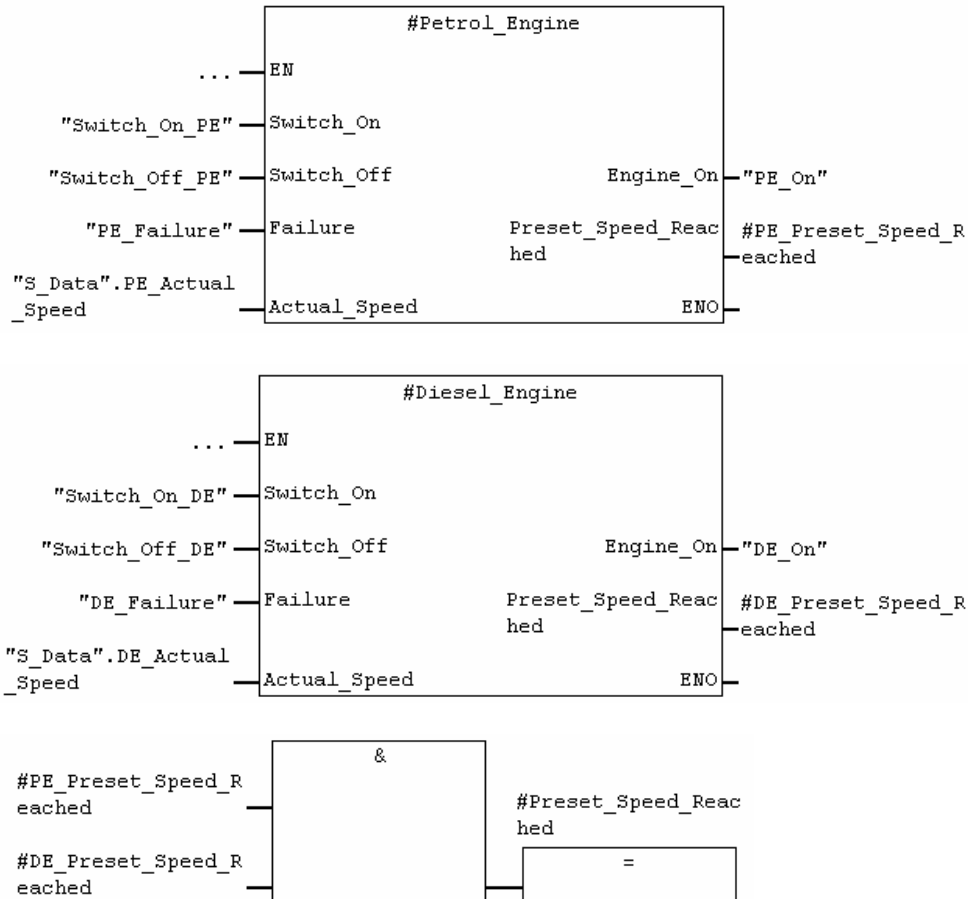 #Petrol_Engine
... EN
"Switch_On_PE" Switch_On
"Switch_Off_PE" Switch_Off Engine_On "PE_On"
"PE_Failure" Failure Preset_Speed_Reac #PE_Preset_Speed_R
hed eached
"S_Data".PE_Actual
_Speed Actual_Speed ENO
#Diesel_Engine
... EN
"Switch_On_DE" Switch_On
"Switch_Off_DE" Switch_Off Engine_On "DE_On"
"DE_Failure" Failure Preset_Speed_Reac #DE_Preset_Speed_R
hed eached
"S_Data".DE_Actual
_Speed Actual_Speed ENO
&
#PE_Preset_Speed_R
eached
#Preset_Speed_Reac
hed
#DE_Preset_Speed_R
eached
=